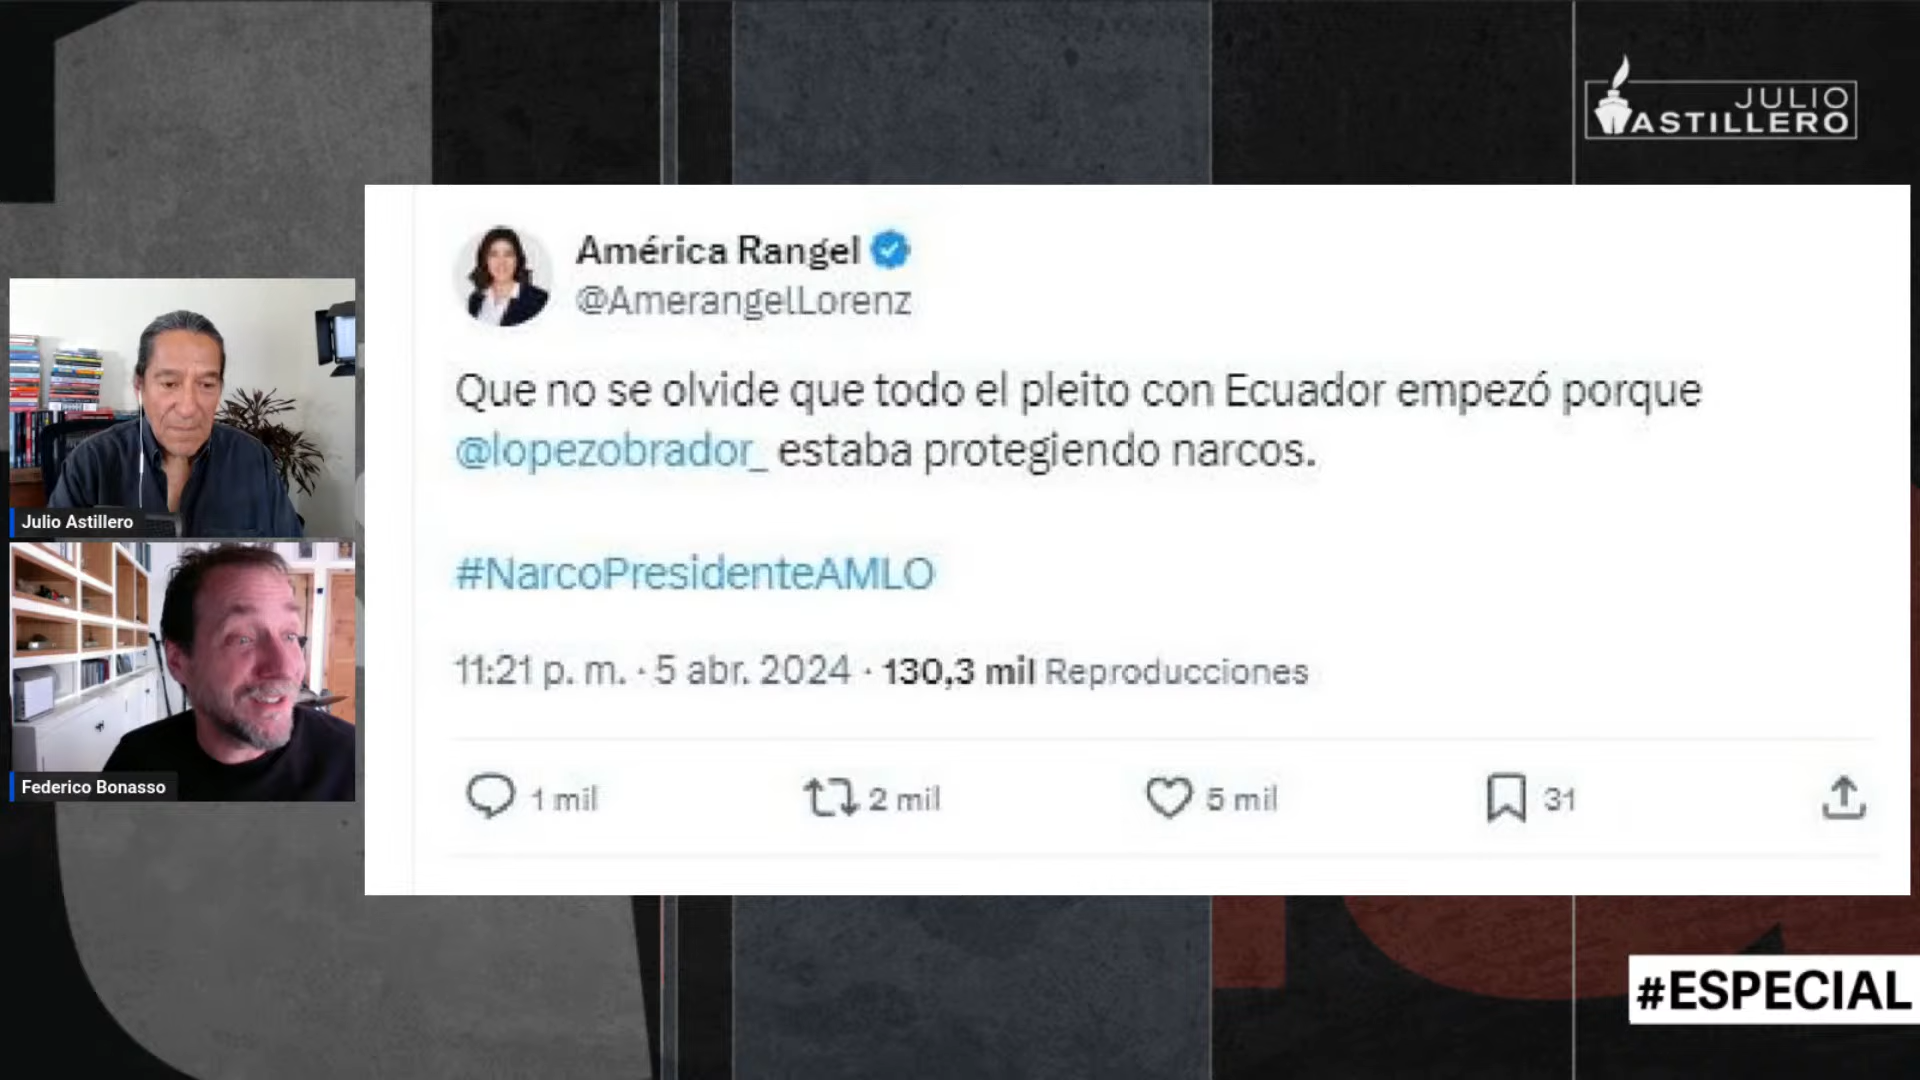 JULIO
ASTILLERO
América Rangel
@AmerangelLorenz
Que no se olvide que todo el pleito con Ecuador empezó porque
@lopezobrador_ estaba protegiendo narcos.
#NarcoPresidenteAMLO
11:21 p. m. · 5 abr. 2024 · 130,3 mil Reproducciones
1 mil 2 mil 5 mil 31
Julio Astillero
Federico Bonasso
#ESPECIAL